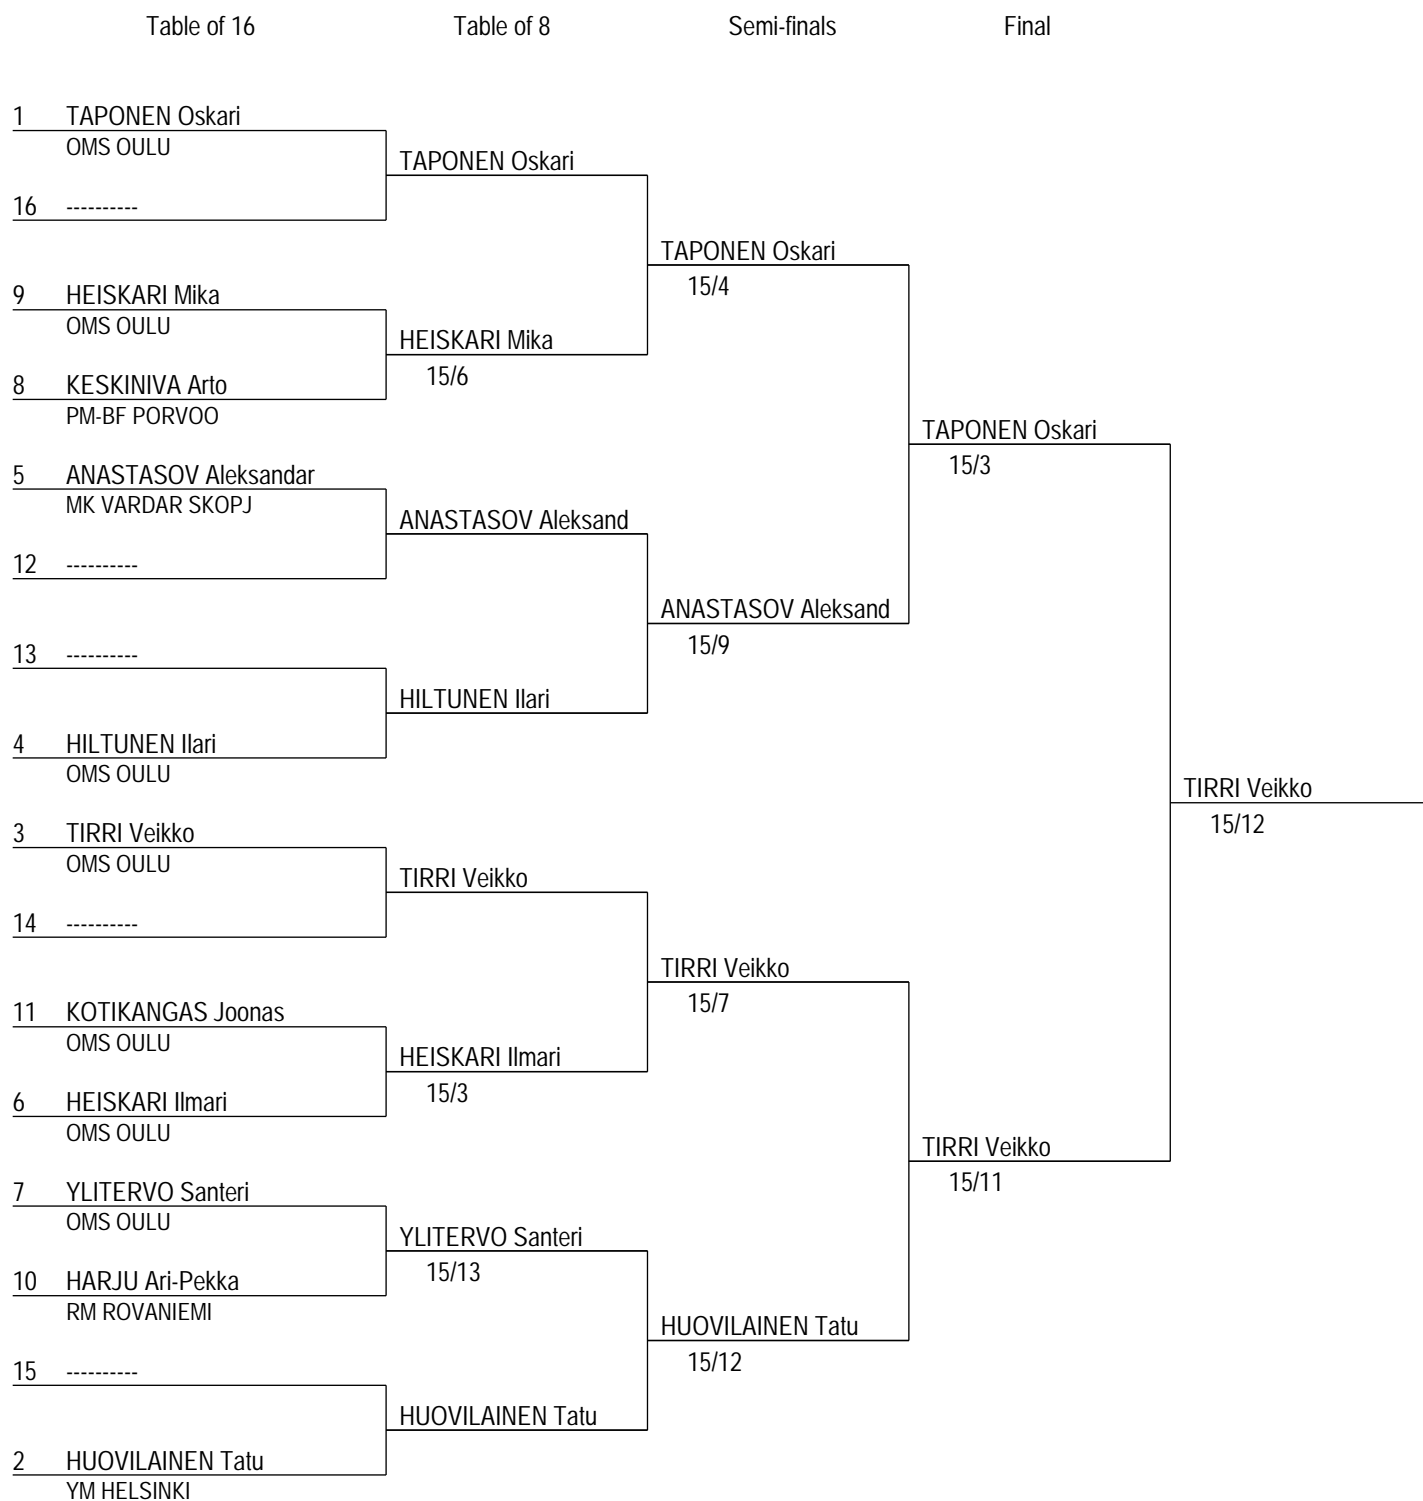 Table of 16 Table of 8 Semi-finals Final
1 TAPONEN Oskari
OMS OULU
TAPONEN Oskari
16 ----------
TAPONEN Oskari
15/4
9 HEISKARI Mika
OMS OULU
HEISKARI Mika
15/6
8 KESKINIVA Arto
PM-BF PORVOO
TAPONEN Oskari
15/3
5 ANASTASOV Aleksandar
MK VARDAR SKOPJ
ANASTASOV Aleksand
12 ----------
ANASTASOV Aleksand
15/9
13 ----------
HILTUNEN Ilari
4 HILTUNEN Ilari
OMS OULU
TIRRI Veikko
15/12
3 TIRRI Veikko
OMS OULU
TIRRI Veikko
14 ----------
TIRRI Veikko
15/7
11 KOTIKANGAS Joonas
OMS OULU
HEISKARI Ilmari
15/3
6 HEISKARI Ilmari
OMS OULU
TIRRI Veikko
15/11
7 YLITERVO Santeri
OMS OULU
YLITERVO Santeri
15/13
10 HARJU Ari-Pekka
RM ROVANIEMI
HUOVILAINEN Tatu
15/12
15 ----------
HUOVILAINEN Tatu
2 HUOVILAINEN Tatu
YM HELSINKI